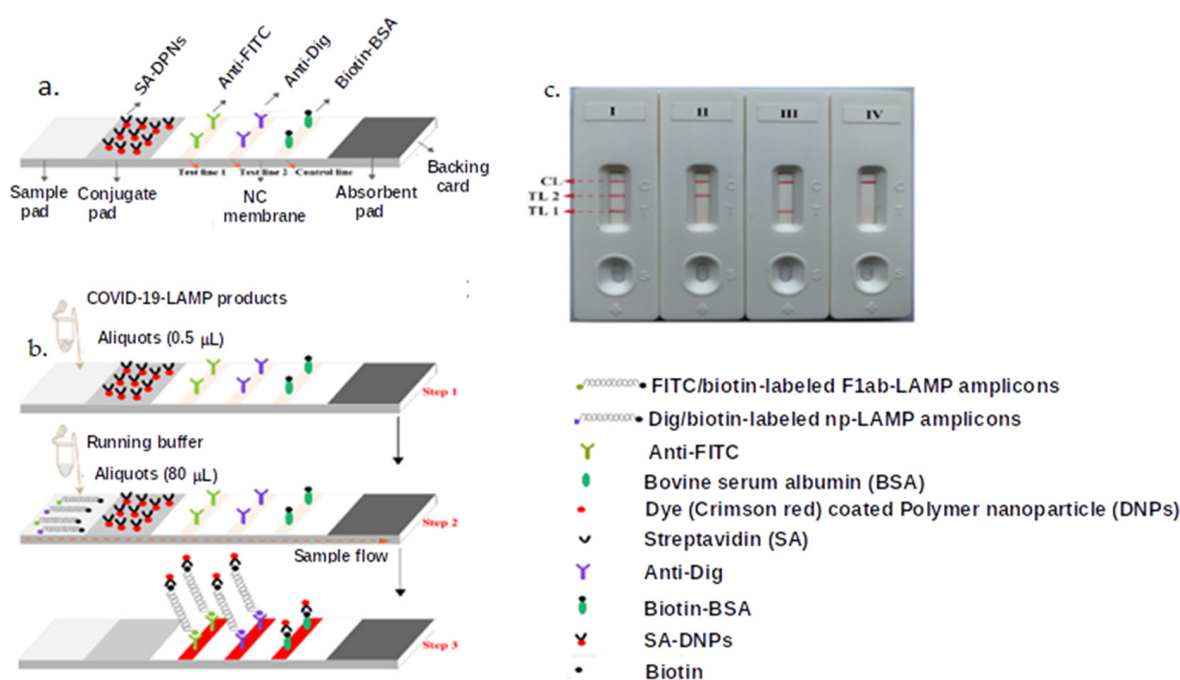 a.
SA-DPNs
Anti-FITC
Anti-Dig
Biotin-BSA
Test line 1
Test line 2
Control line
Sample pad
Conjugate pad
NC membrane
Absorbent pad
Backing card
b.
COVID-19-LAMP products
Aliquots (0.5 μL)
Step 1
Running buffer
Aliquots (80 μL)
Step 2
Sample flow
Step 3
c.
I
II
III
IV
CL
TL 2
TL 1
C
T
S
C
T
S
C
T
S
C
T
S
FITC/biotin-labeled F1ab-LAMP amplicons
Dig/biotin-labeled np-LAMP amplicons
Anti-FITC
Bovine serum albumin (BSA)
Dye (Crimson red) coated Polymer nanoparticle (DNPs)
Streptavidin (SA)
Anti-Dig
Biotin-BSA
SA-DNPs
Biotin